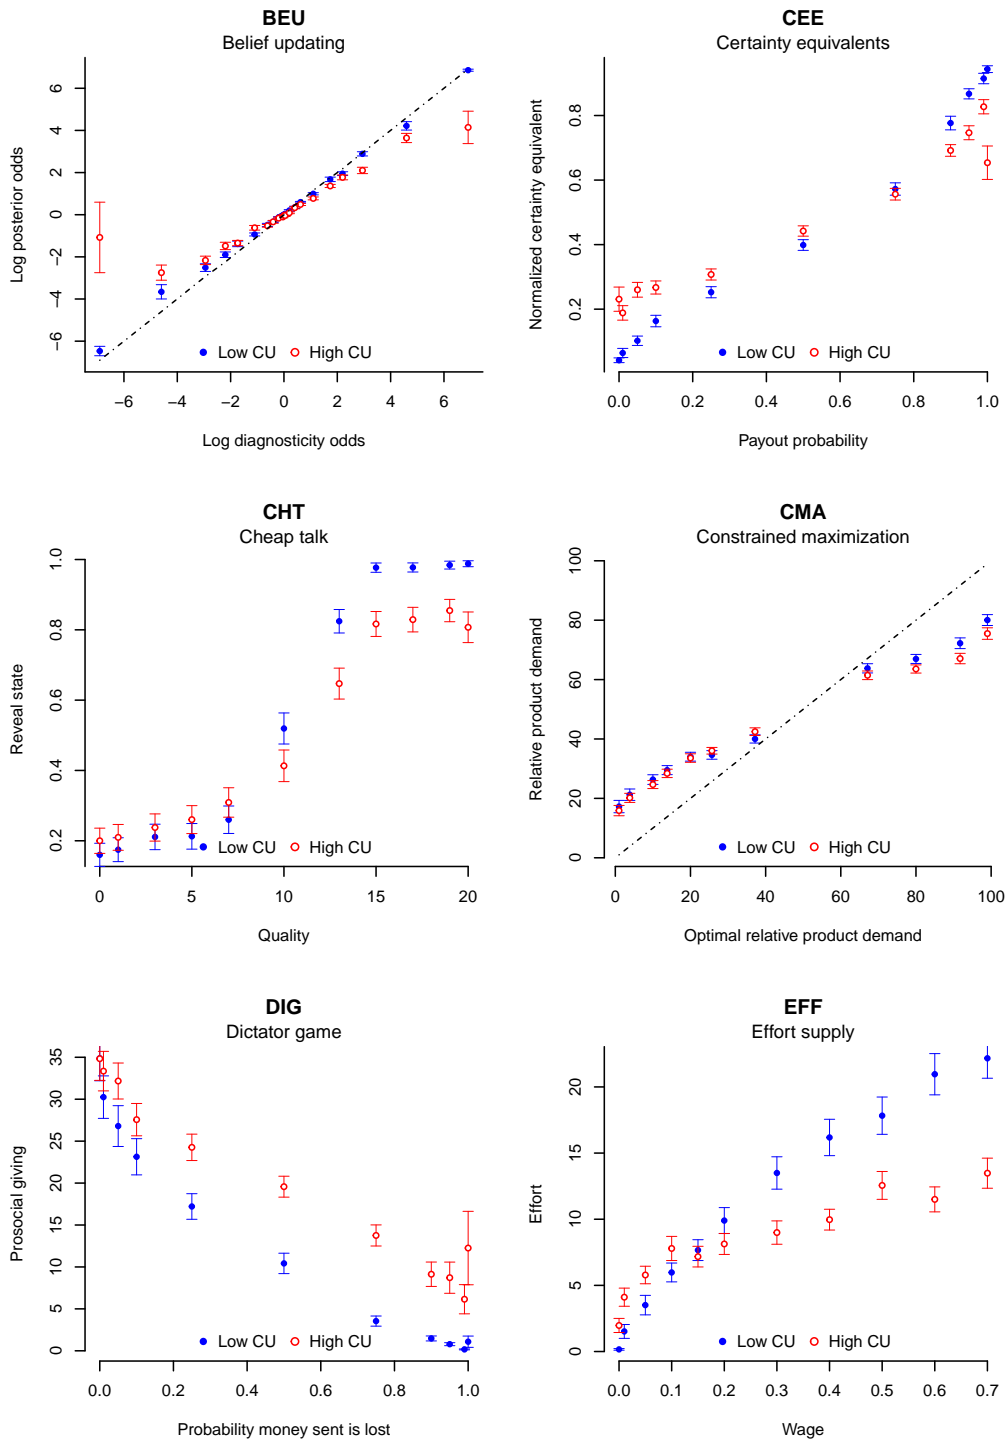 BEU
Belief updating
Log posterior odds
6
4
2
0
−2
−4
−6
−6 −4 −2 0 2 4 6
Low CU High CU
Log diagnosticity odds
CEE
Certainty equivalents
Normalized certainty equivalent
0.8
0.6
0.4
0.2
0.0 0.2 0.4 0.6 0.8 1.0
Low CU High CU
Payout probability
CHT
Cheap talk
Reveal state
1.0
0.8
0.6
0.4
0.2
0 5 10 15 20
Low CU High CU
Quality
CMA
Constrained maximization
Relative product demand
100
80
60
40
20
0
0 20 40 60 80 100
Low CU High CU
Optimal relative product demand
DIG
Dictator game
Prosocial giving
35
30
25
20
15
10
5
0
0.0 0.2 0.4 0.6 0.8 1.0
Low CU High CU
Probability money sent is lost
EFF
Effort supply
Effort
20
15
10
5
0
0.0 0.1 0.2 0.3 0.4 0.5 0.6 0.7
Low CU High CU
Wage